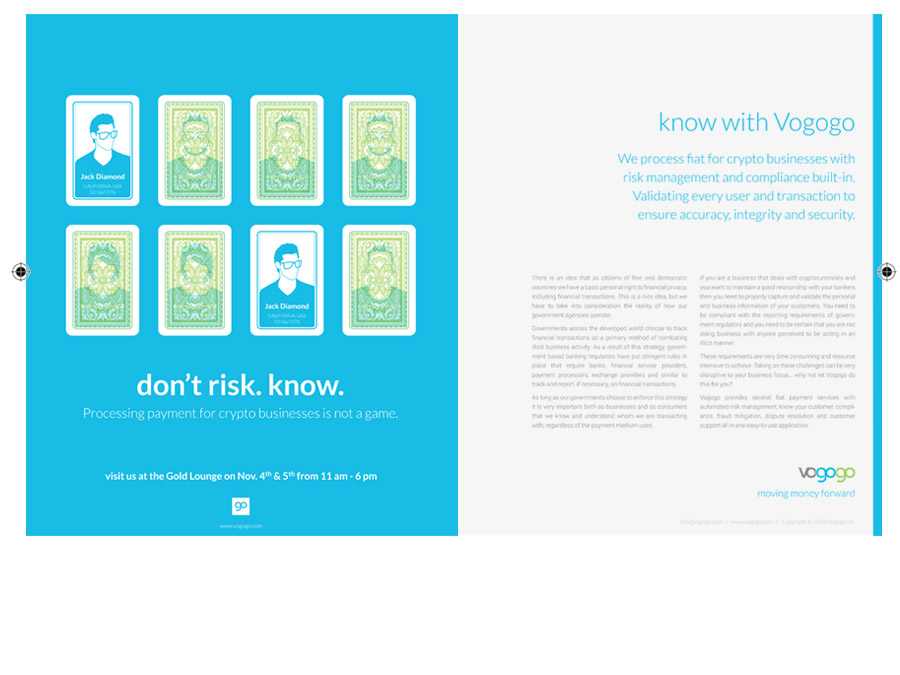 Jack Diamond
CALIFORNIA, USA
02/16/1976
Jack Diamond
CALIFORNIA, USA
02/16/1976
don't risk. know.
Processing payment for crypto businesses is not a game.
visit us at the Gold Lounge on Nov. 4th & 5th from 11 am - 6 pm
go
www.vogogo.com
know with Vogogo
We process fiat for crypto businesses with
risk management and compliance built-in.
Validating every user and transaction to
ensure accuracy, integrity and security.
There is an idea that as citizens of free and democratic
countries we have a basic personal right to financial privacy,
including financial transactions. This is a nice idea, but we
have to take into consideration the reality of how our
government agencies operate.
Governments across the developed world choose to track
financial transactions as a primary method of combating
illicit business activity. As a result of this strategy, govern-
ment based banking regulators have put stringent rules in
place that require banks, financial service providers,
payment processors, exchange providers and similar to
track and report, if necessary, on financial transactions.
As long as our governments choose to enforce this strategy
it is very important both as businesses and as consumers
that we know and understand whom we are transacting
with, regardless of the payment medium used.
If you are a business that deals with cryptocurrencies and
you want to maintain a good relationship with your bankers
then you need to properly capture and validate the personal
and business information of your customers. You need to
be compliant with the reporting requirements of govern-
ment regulators and you need to be certain that you are not
doing business with anyone perceived to be acting in an
illicit manner.
These requirements are very time consuming and resource
intensive to achieve. Taking on these challenges can be very
disruptive to your business focus... why not let Vogogo do
this for you?
Vogogo provides several fiat payment services with
automated risk management, know your customer, compli-
ance, fraud mitigation, dispute resolution and customer
support all in one easy-to-use application.
vogogo
moving money forward
info@vogogo.com | www.vogogo.com | Copyright © 2014 Vogogo Inc.